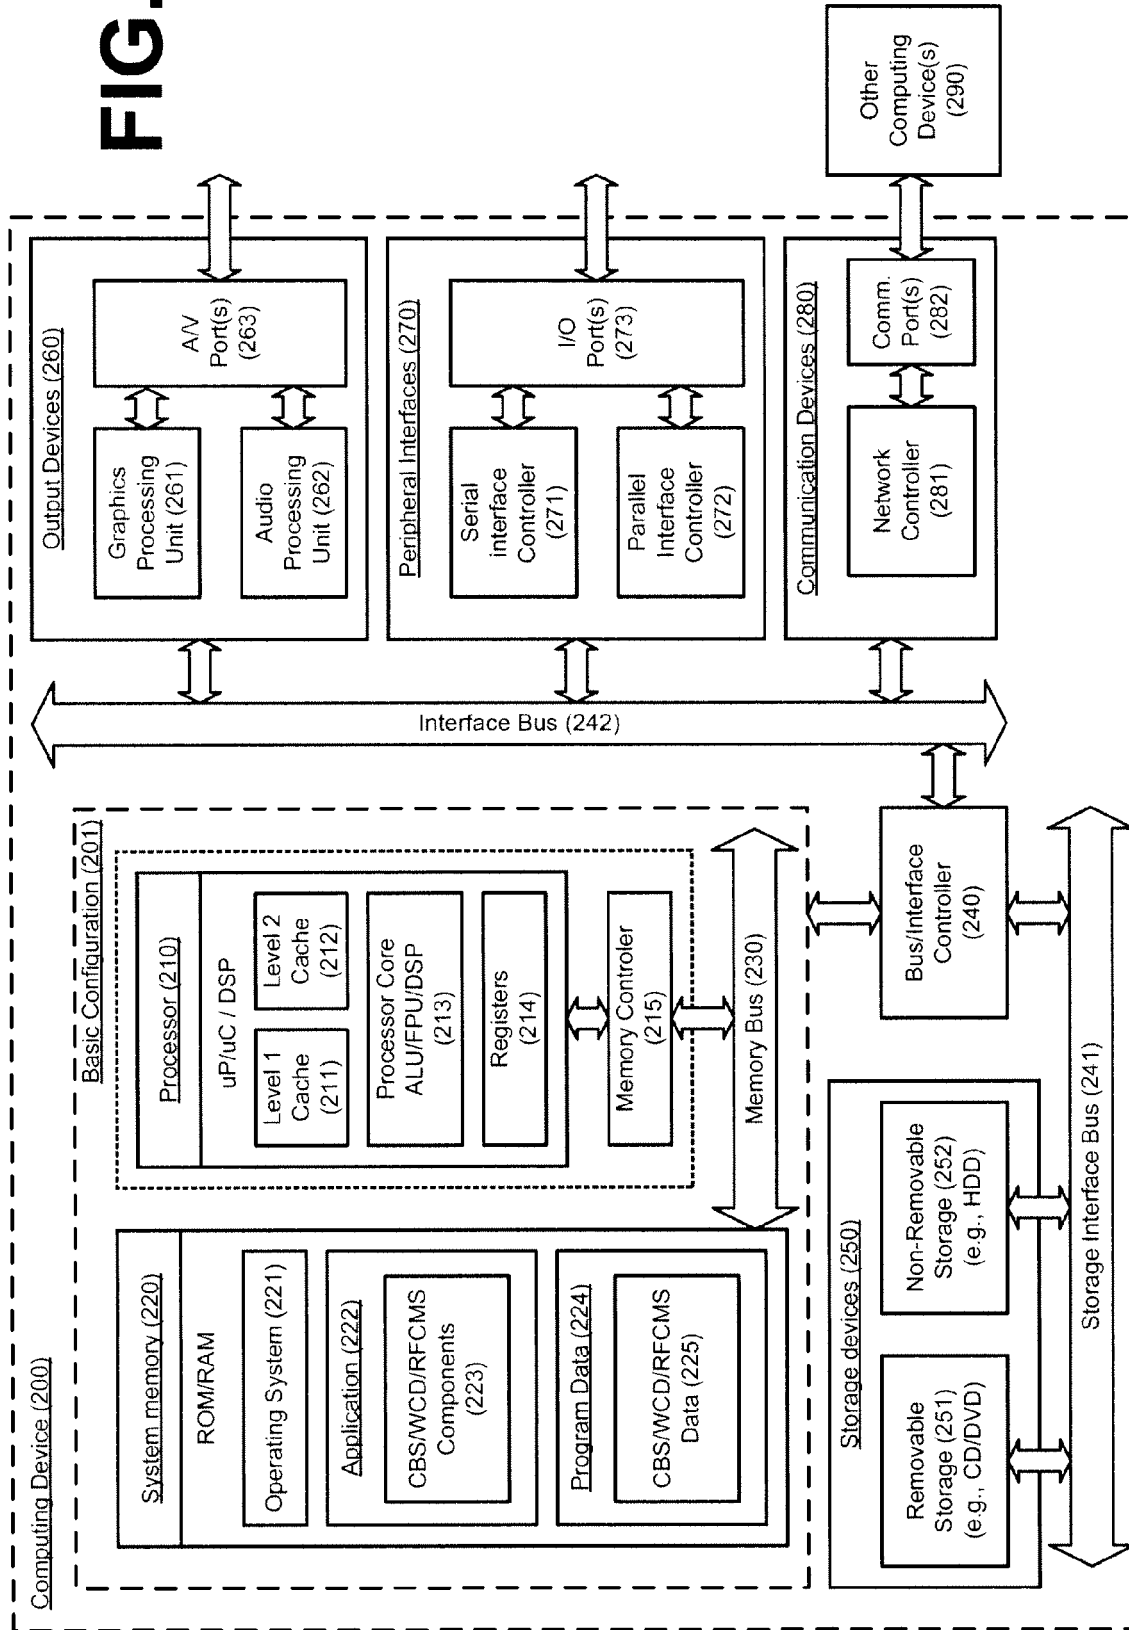 FIG.
Computing Device (200)
Basic Configuration (201)
System memory (220)
ROM/RAM
Operating System (221)
Application (222)
CBS/WCD/RFCMS
Components
(223)
Program Data (224)
CBS/WCD/RFCMS
Data (225)
Processor (210)
uP/uC / DSP
Level 1
Cache
(211)
Level 2
Cache
(212)
Processor Core
ALU/FPU/DSP
(213)
Registers
(214)
Memory Controler
(215)
Memory Bus (230)
Storage devices (250)
Removable
Storage (251)
(e.g., CD/DVD)
Non-Removable
Storage (252)
(e.g., HDD)
Bus/Interface
Controller
(240)
Storage Interface Bus (241)
Interface Bus (242)
Output Devices (260)
Graphics
Processing
Unit (261)
Audio
Processing
Unit (262)
A/V
Port(s)
(263)
Peripheral Interfaces (270)
Serial
interface
Controller
(271)
Parallel
Interface
Controller
(272)
I/O
Port(s)
(273)
Communication Devices (280)
Network
Controller
(281)
Comm.
Port(s)
(282)
Other
Computing
Device(s)
(290)